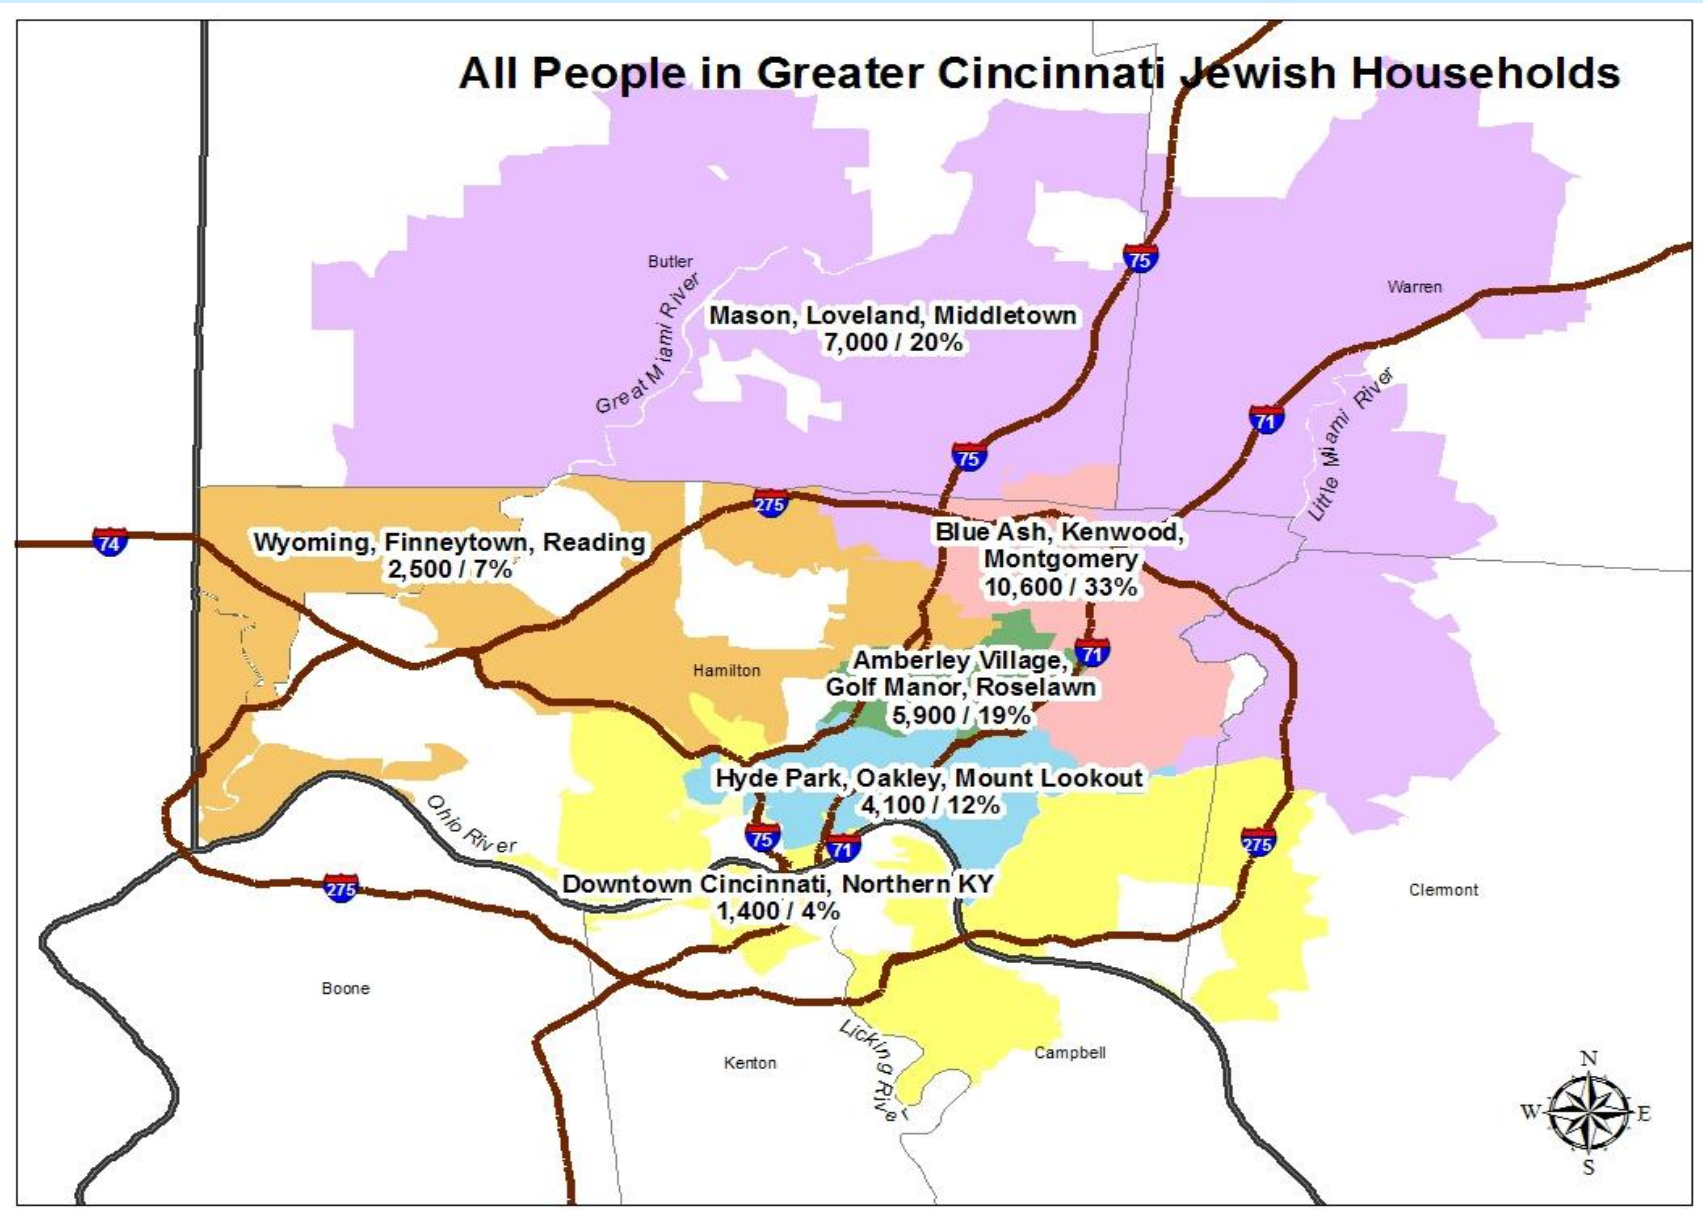 All People in Greater Cincinnati Jewish Households
Butler
75
Warren
Mason, Loveland, Middletown
7,000 / 20%
Great Miami River
Little Miami River
71
75
275
74
Wyoming, Finneytown, Reading
2,500 / 7%
Blue Ash, Kenwood,
Montgomery
10,600 / 33%
71
Hamilton
Amberley Village,
Golf Manor, Roselawn
5,900 / 19%
Hyde Park, Oakley, Mount Lookout
4,100 / 12%
Ohio River
75
71
275
275
Downtown Cincinnati, Northern KY
1,400 / 4%
Clermont
Boone
Licking River
Kenton
Campbell
N
W
E
S